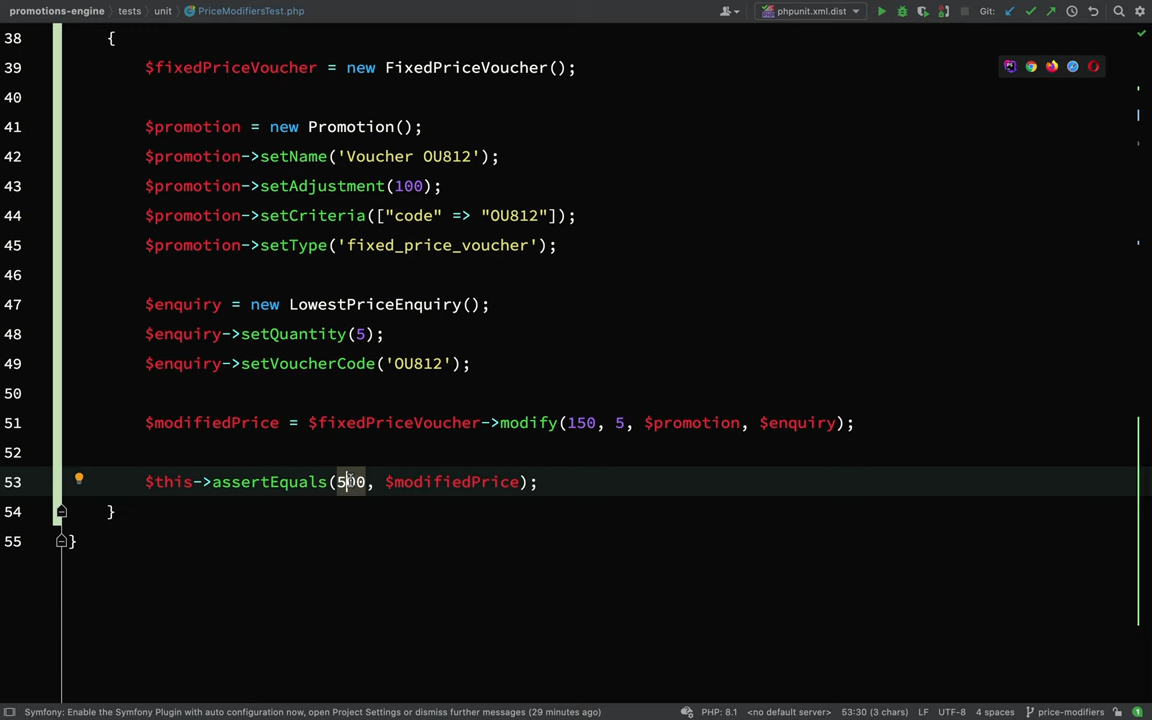 promotions-engine tests unit PriceModifiersTest.php phpunit.xml.dist Git:
38 {
39 $fixedPriceVoucher = new FixedPriceVoucher();
40
41 $promotion = new Promotion();
42 $promotion->setName('Voucher OU812');
43 $promotion->setAdjustment(100);
44 $promotion->setCriteria(["code" => "OU812"]);
45 $promotion->setType('fixed_price_voucher');
46
47 $enquiry = new LowestPriceEnquiry();
48 $enquiry->setQuantity(5);
49 $enquiry->setVoucherCode('OU812');
50
51 $modifiedPrice = $fixedPriceVoucher->modify(150, 5, $promotion, $enquiry);
52
53 $this->assertEquals(500, $modifiedPrice);
54 }
55 }
Symfony: Enable the Symfony Plugin with auto configuration now, open Project Settings or dismiss further messages (29 minutes ago) PHP: 8.1 <no default server> 53:30 (3 chars) LF UTF-8 4 spaces price-modifiers 1